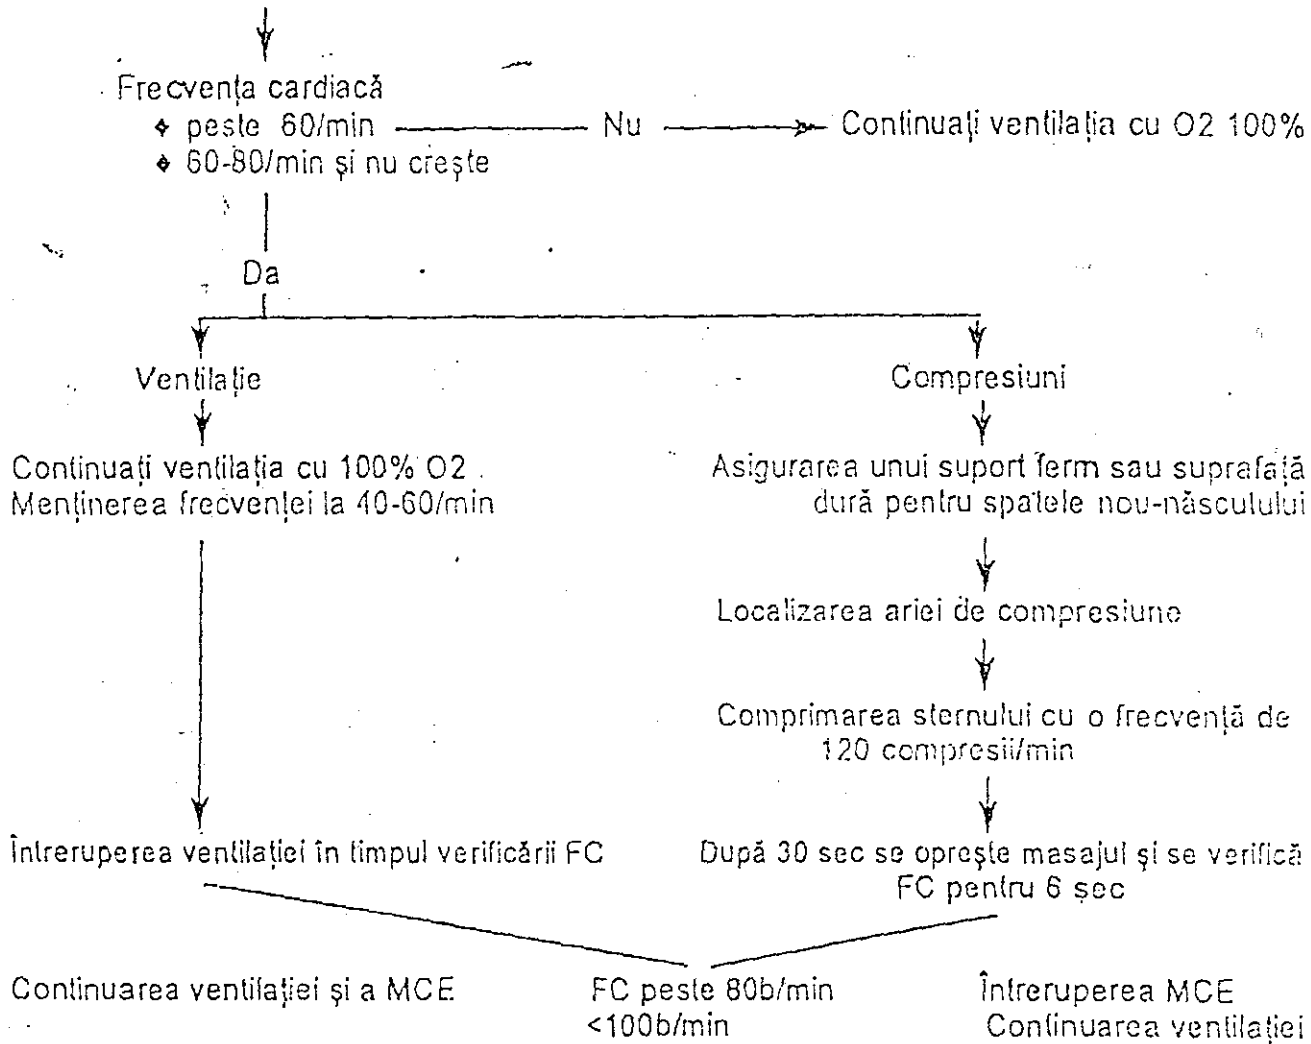 Frecvența cardiacă
◆ peste 60/min Nu Continuați ventilația cu O2 100%
◆ 60-80/min și nu crește
Da
Ventilație Compresiuni
Continuați ventilația cu 100% O2 Asigurarea unui suport ferm sau suprafață
Menținerea frecvenței la 40-60/min dură pentru spatele nou-născutului
Localizarea ariei de compresiune
Comprimarea sternului cu o frecvență de
120 compresii/min
Întreruperea ventilației în timpul verificării FC După 30 sec se oprește masajul și se verifică
FC pentru 6 sec
Continuarea ventilației și a MCE FC peste 80b/min Întreruperea MCE
<100b/min Continuarea ventilației